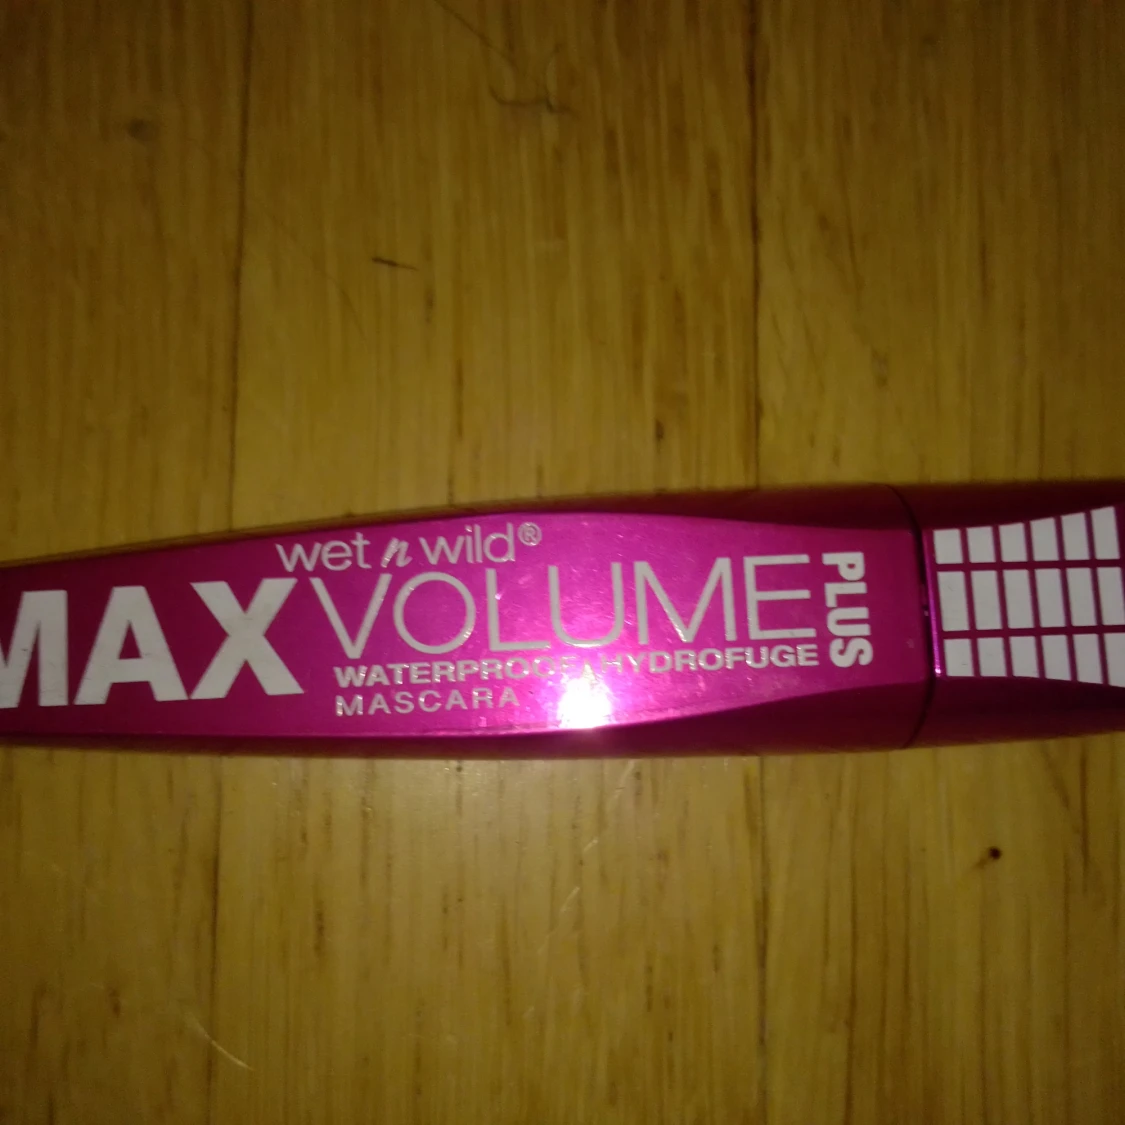 wet n wild®
MAX VOLUME PLUS
WATERPROOF HYDROFUGE
MASCARA